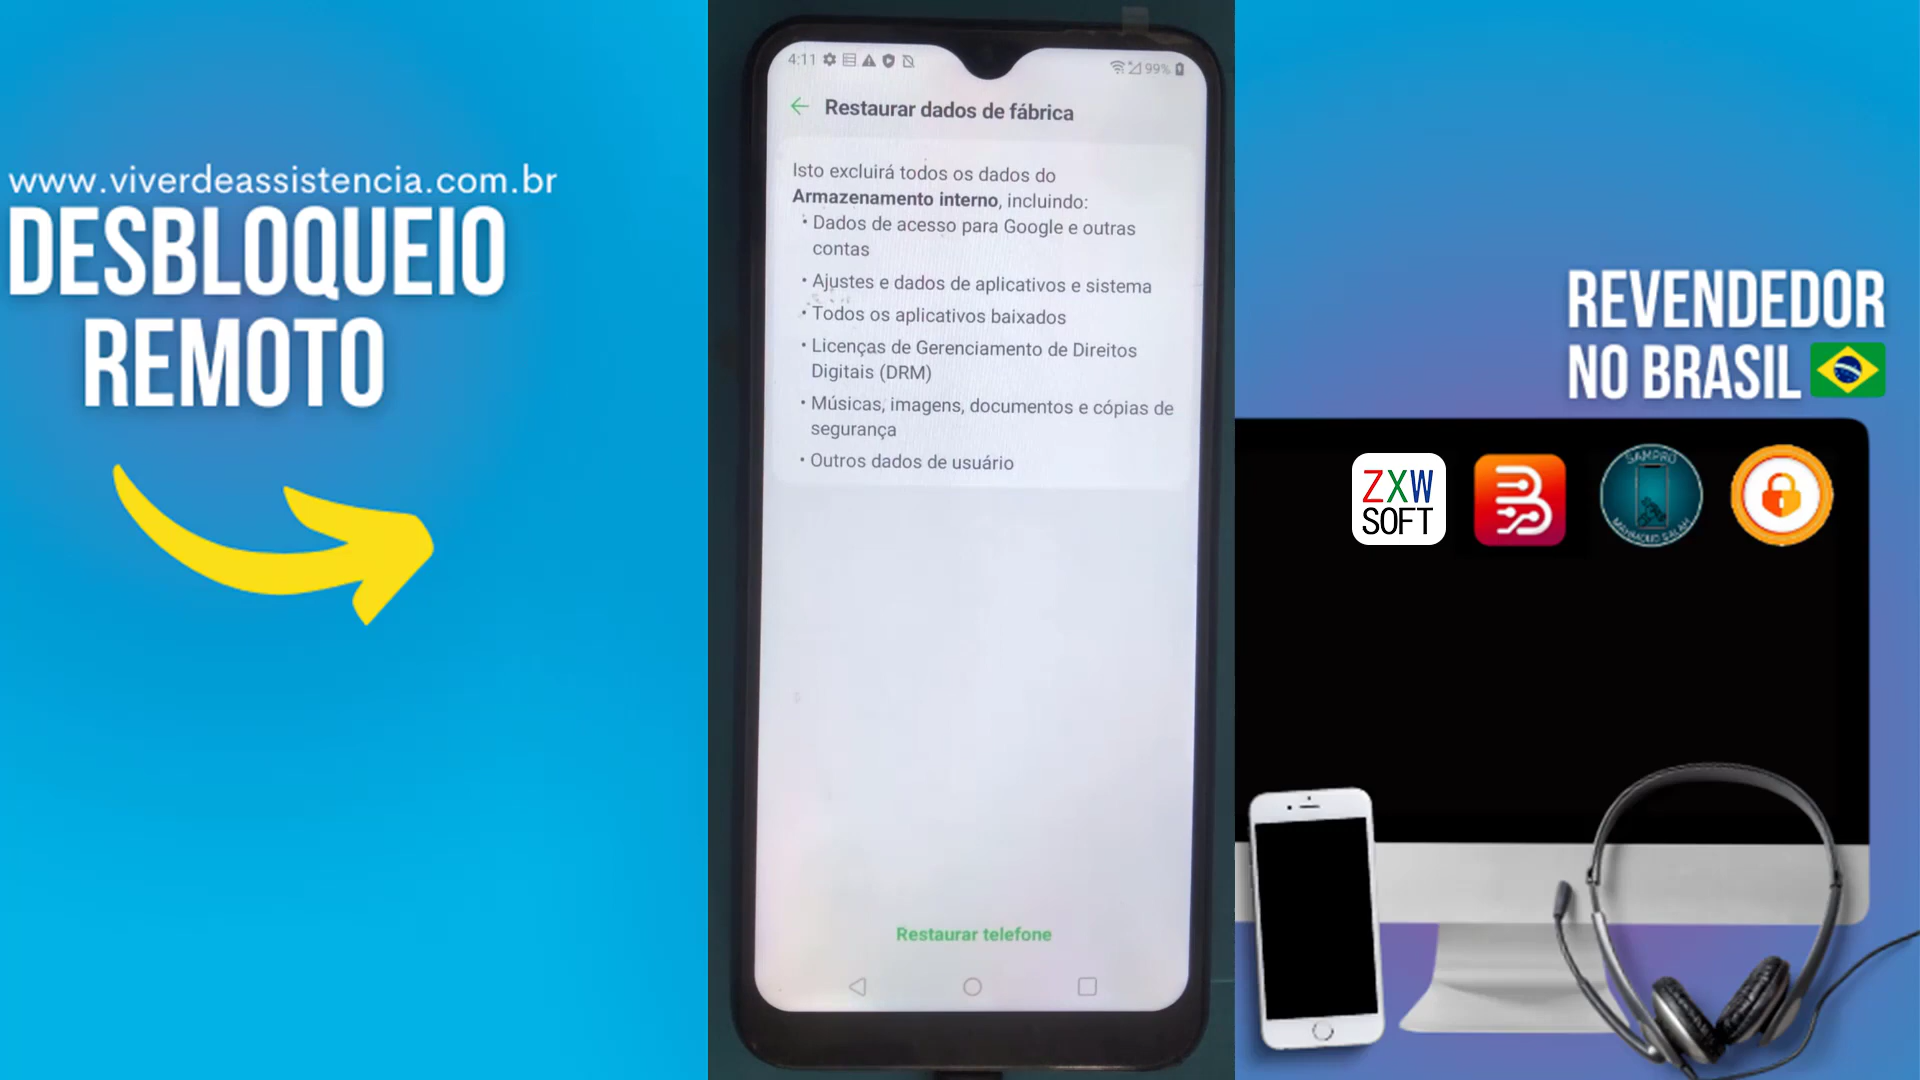 www.viverdeassistencia.com.br
DESBLOQUEIO
REMOTO
4:11
99%
Restaurar dados de fábrica
Isto excluirá todos os dados do
Armazenamento interno, incluindo:
• Dados de acesso para Google e outras
contas
• Ajustes e dados de aplicativos e sistema
• Todos os aplicativos baixados
• Licenças de Gerenciamento de Direitos
Digitais (DRM)
• Músicas, imagens, documentos e cópias de
segurança
• Outros dados de usuário
Restaurar telefone
REVENDEDOR
NO BRASIL
ZXW
SOFT
SAMPRO
MAHMOUD SALAH